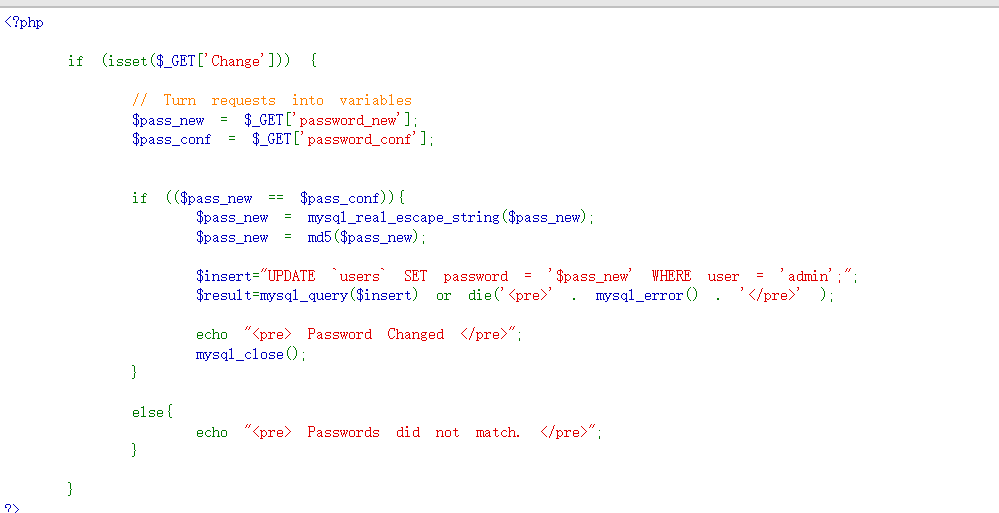 <?php
if (isset($_GET['Change'])) {
// Turn requests into variables
$pass_new = $_GET['password_new'];
$pass_conf = $_GET['password_conf'];
if (($pass_new == $pass_conf)){
$pass_new = mysql_real_escape_string($pass_new);
$pass_new = md5($pass_new);
$insert="UPDATE `users` SET password = '$pass_new' WHERE user = 'admin';";
$result=mysql_query($insert) or die('<pre>' . mysql_error() . '</pre>' );
echo "<pre> Password Changed </pre>";
mysql_close();
}
else{
echo "<pre> Passwords did not match. </pre>";
}
}
?>